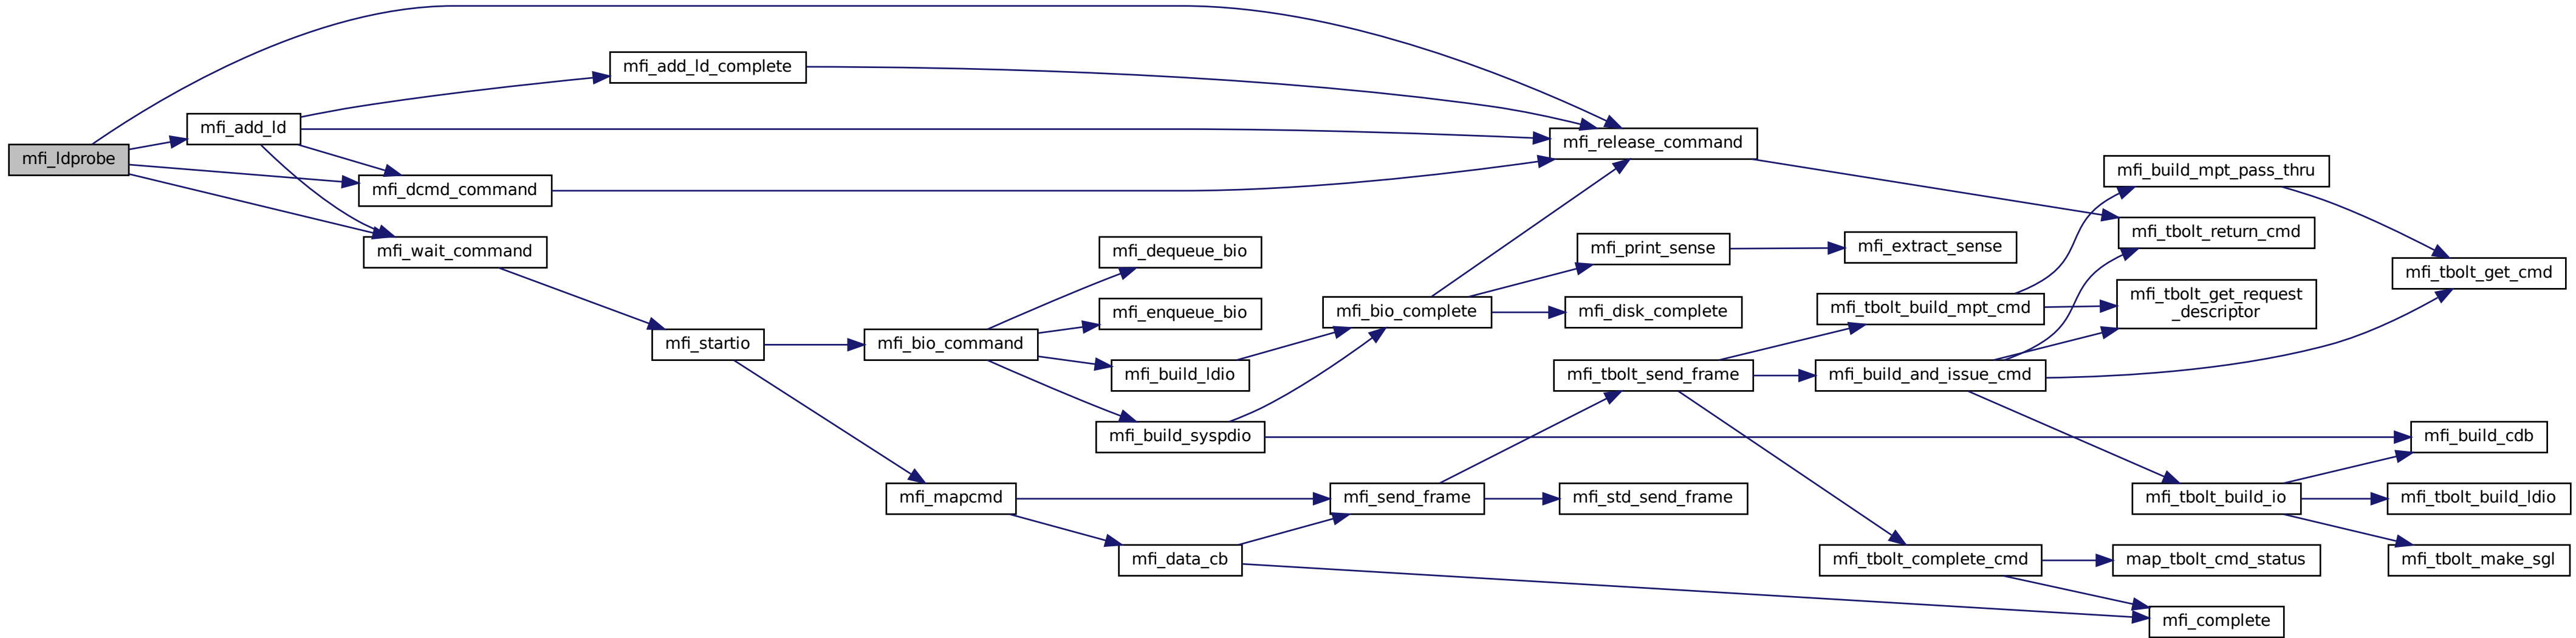 mfi_ldprobe
mfi_add_ld
mfi_add_ld_complete
mfi_release_command
mfi_dcmd_command
mfi_wait_command
mfi_startio
mfi_bio_command
mfi_dequeue_bio
mfi_enqueue_bio
mfi_build_ldio
mfi_build_syspdio
mfi_bio_complete
mfi_print_sense
mfi_extract_sense
mfi_disk_complete
mfi_mapcmd
mfi_data_cb
mfi_send_frame
mfi_std_send_frame
mfi_tbolt_send_frame
mfi_tbolt_build_mpt_cmd
mfi_build_and_issue_cmd
mfi_tbolt_complete_cmd
mfi_build_mpt_pass_thru
mfi_tbolt_return_cmd
mfi_tbolt_get_request
_descriptor
mfi_tbolt_get_cmd
mfi_build_cdb
mfi_tbolt_build_io
mfi_tbolt_build_ldio
mfi_tbolt_make_sgl
map_tbolt_cmd_status
mfi_complete